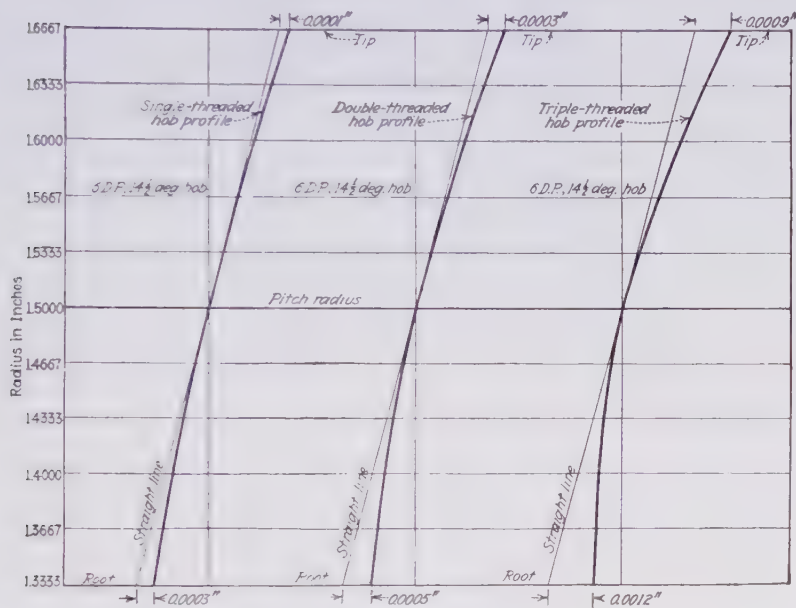 0.0001" 0.0003" 0.0009"
1.6667
Tip Tip Tip
1.6333
Single-threaded hob profile
Double-threaded hob profile
Triple-threaded hob profile
1.6000
6 D.P., 14½ deg. hob 6 D.P., 14½ deg. hob 6 D.P., 14½ deg. hob
1.5667
1.5333
Pitch radius
1.5000
Radius in Inches
1.4667
1.4333
1.4000
Straight line Straight line Straight line
1.3667
Root Root Root
1.3333
0.0003" 0.0005" 0.0012"